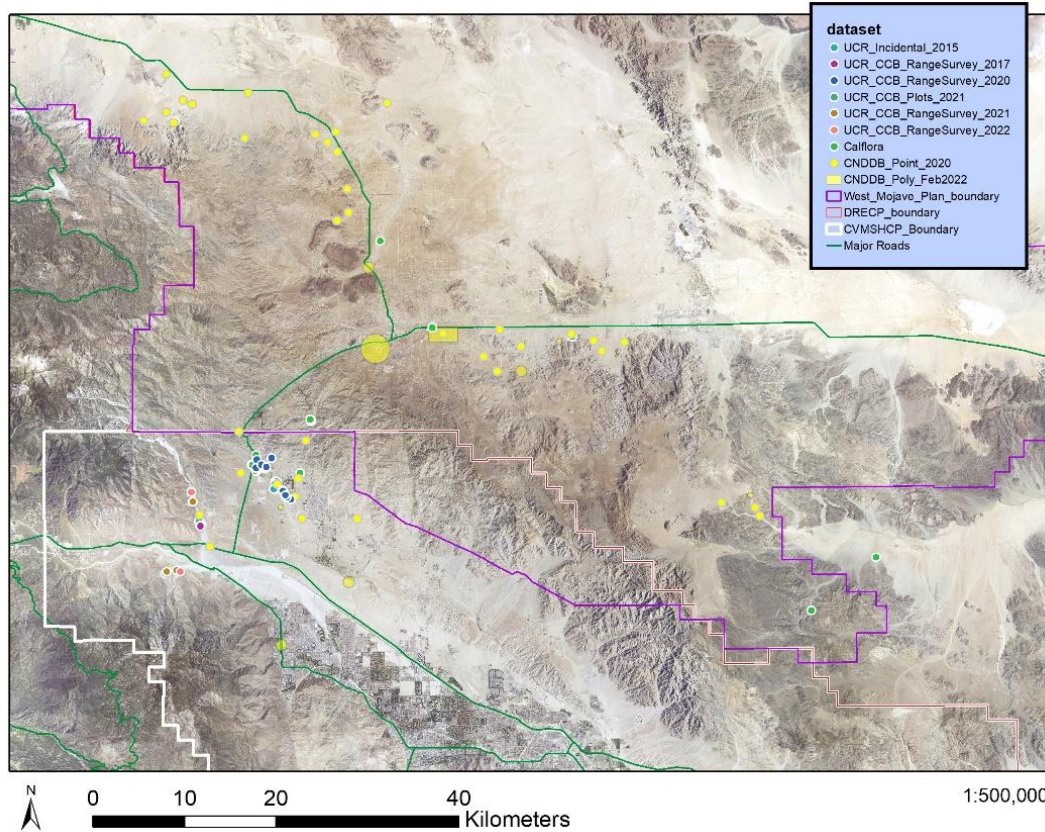 dataset
UCR_Incidental_2015
UCR_CCB_RangeSurvey_2017
UCR_CCB_RangeSurvey_2020
UCR_CCB_Plots_2021
UCR_CCB_RangeSurvey_2021
UCR_CCB_RangeSurvey_2022
Calflora
CNDDB_Point_2020
CNDDB_Poly_Feb2022
West_Mojave_Plan_boundary
DRECP_boundary
CVMSHCP_Boundary
Major Roads
N
0 10 20 40
Kilometers
1:500,000